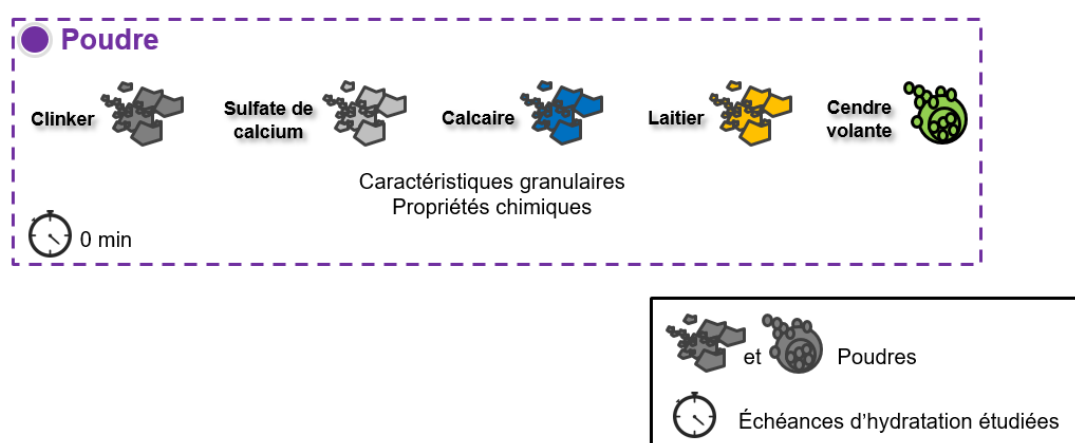 Poudre
Clinker
Sulfate de
calcium
Calcaire
Laitier
Cendre
volante
Caractéristiques granulaires
Propriétés chimiques
0 min
et
Poudres
Échéances d’hydratation étudiées